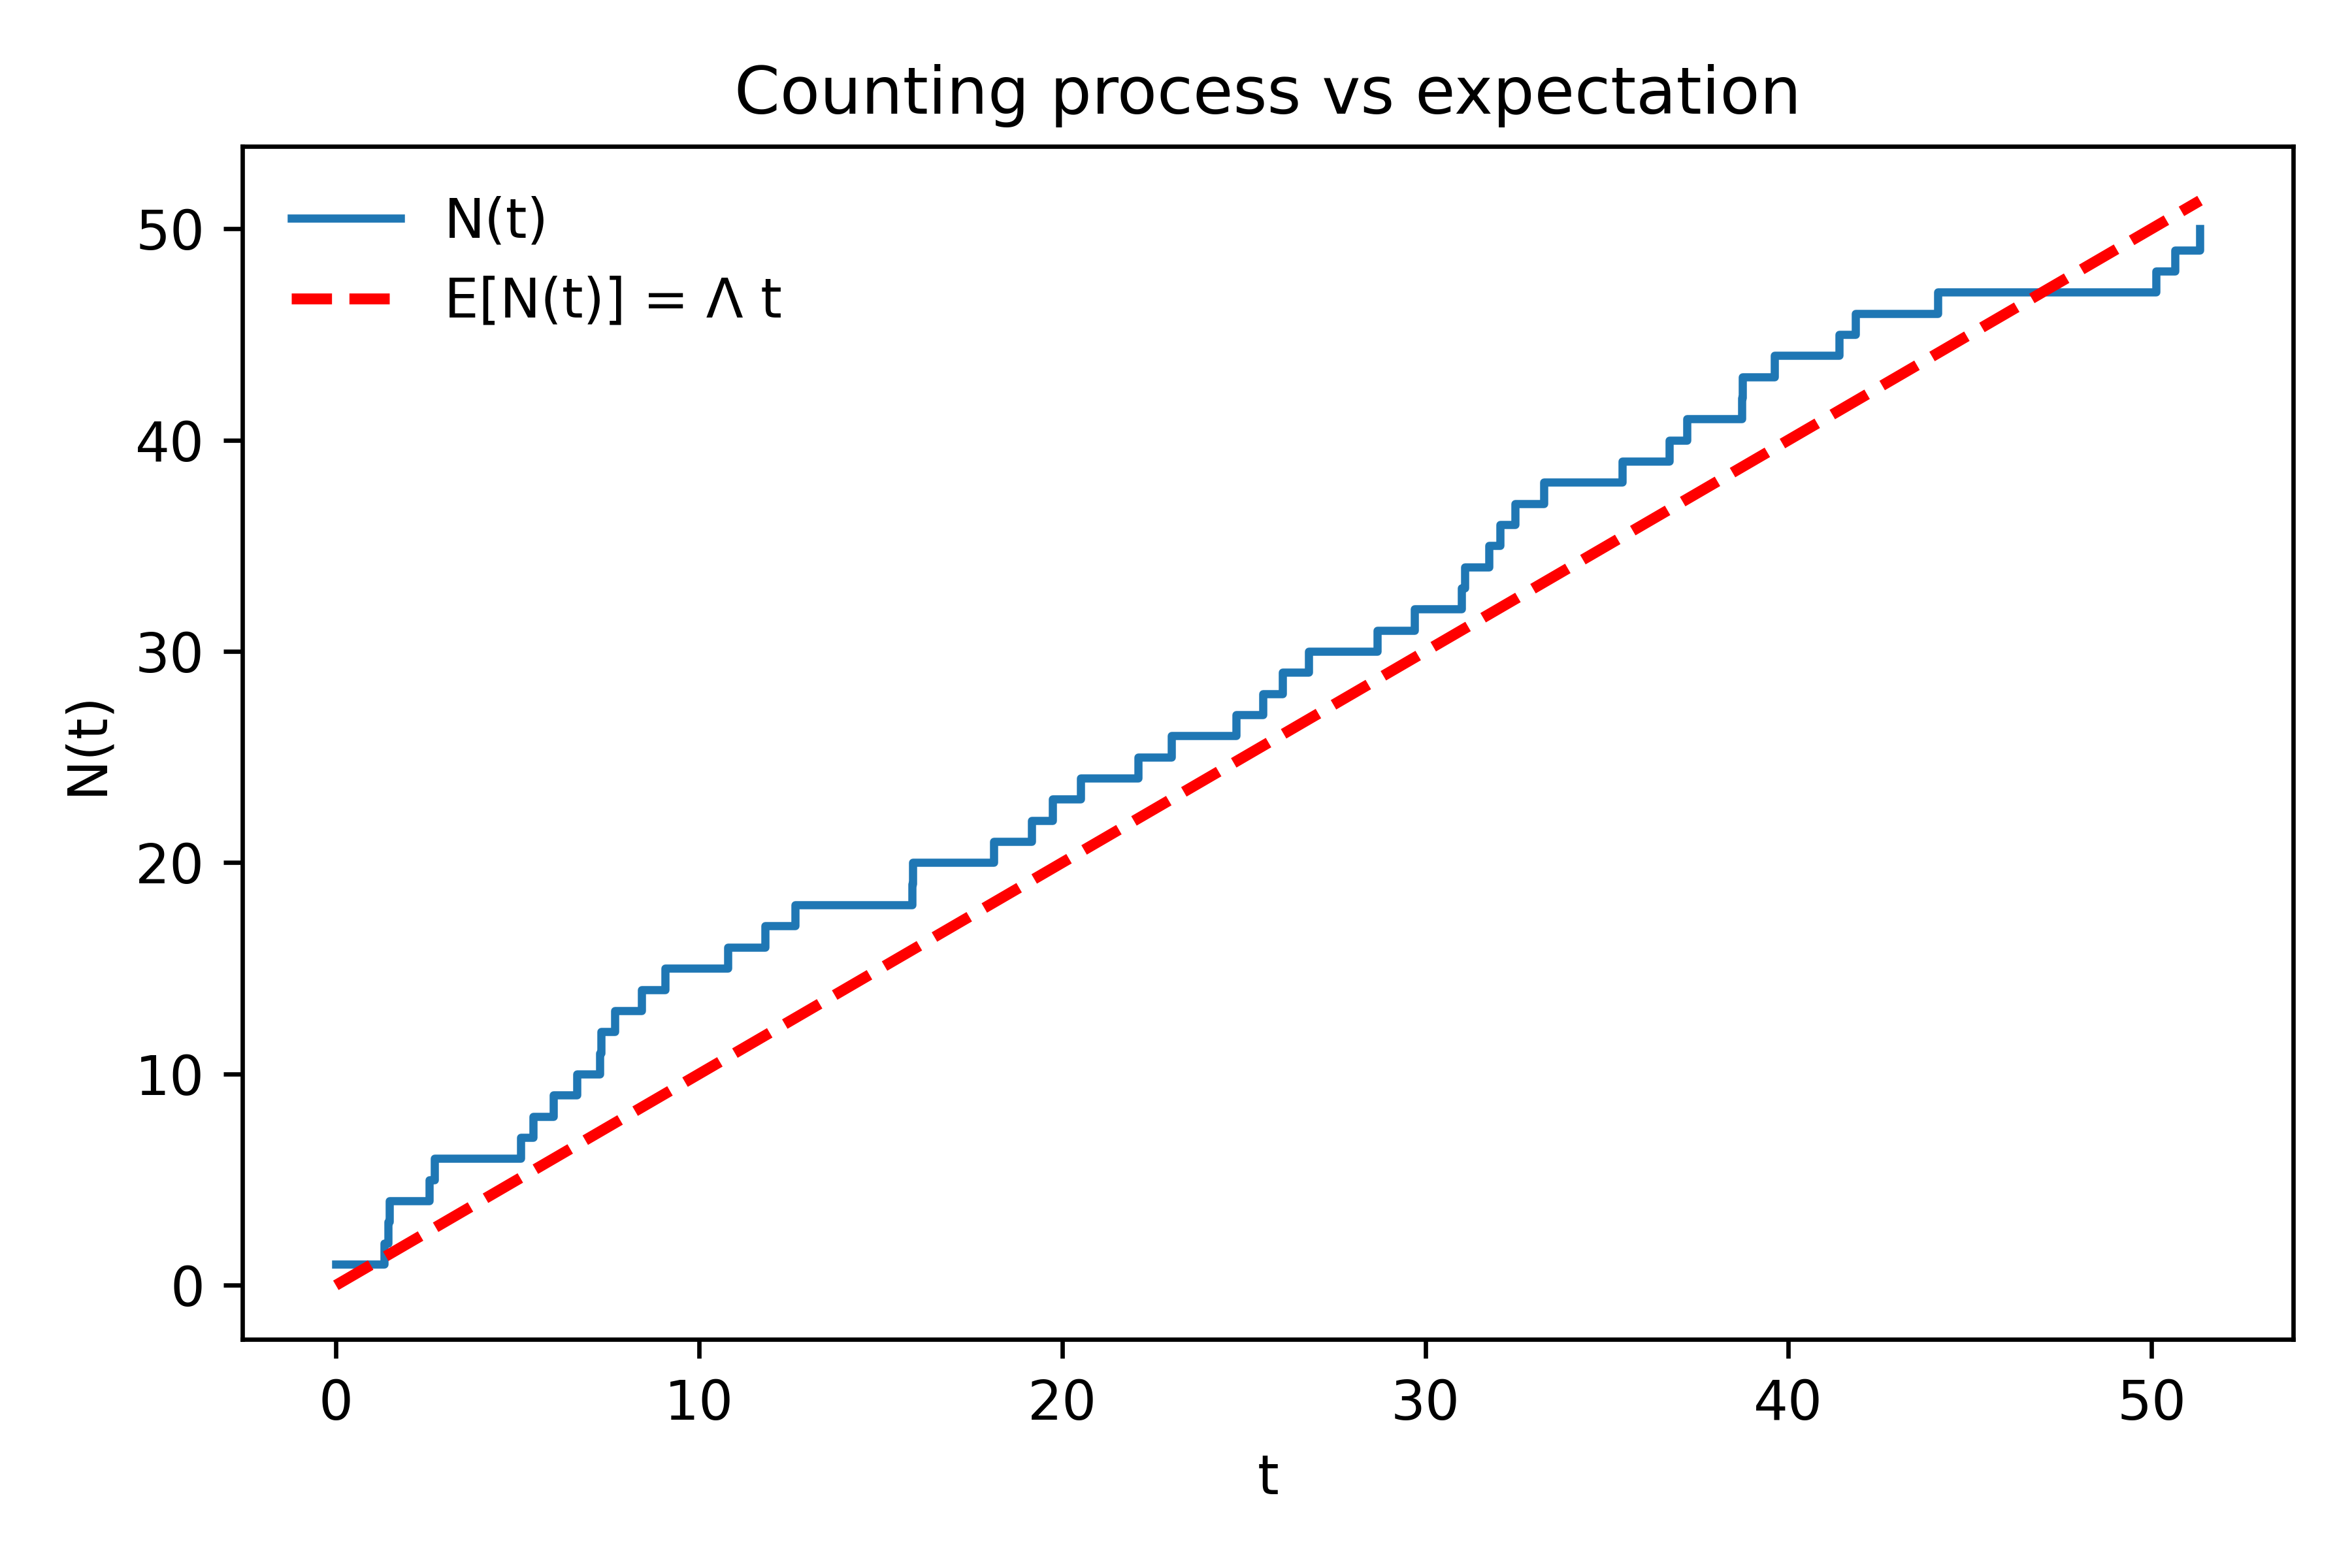 Counting process vs expectation
N(t)
E[N(t)] = Λ t
50
40
30
20
10
0
N(t)
0 10 20 30 40 50
t